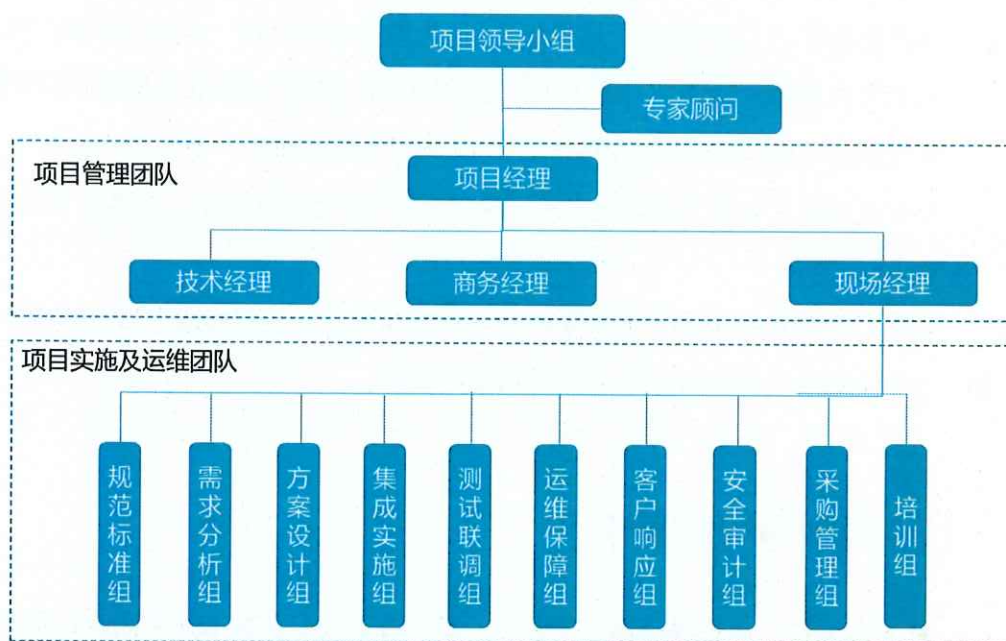 项目领导小组
专家顾问
项目管理团队
项目经理
技术经理
商务经理
现场经理
项目实施及运维团队
规范标准组
需求分析组
方案设计组
集成实施组
测试联调组
运维保障组
客户响应组
安全审计组
采购管理组
培训组